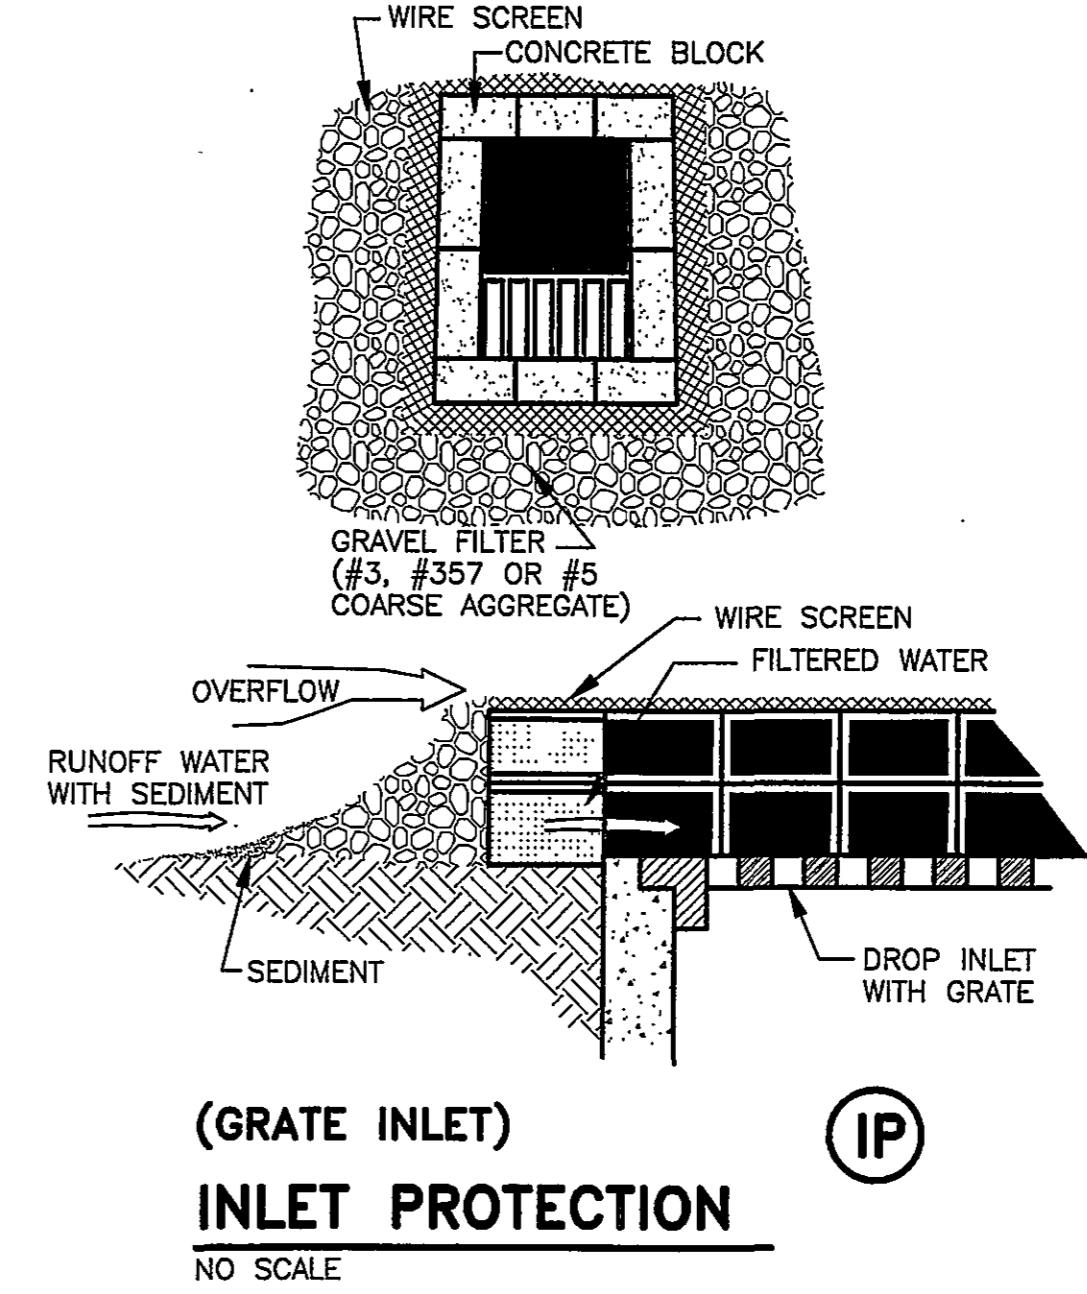 WIRE SCREEN
CONCRETE BLOCK
GRAVEL FILTER
(#3, #357 OR #5
COARSE AGGREGATE)
WIRE SCREEN
FILTERED WATER
OVERFLOW
RUNOFF WATER
WITH SEDIMENT
SEDIMENT
DROP INLET
WITH GRATE
(GRATE INLET)
IP
INLET PROTECTION
NO SCALE